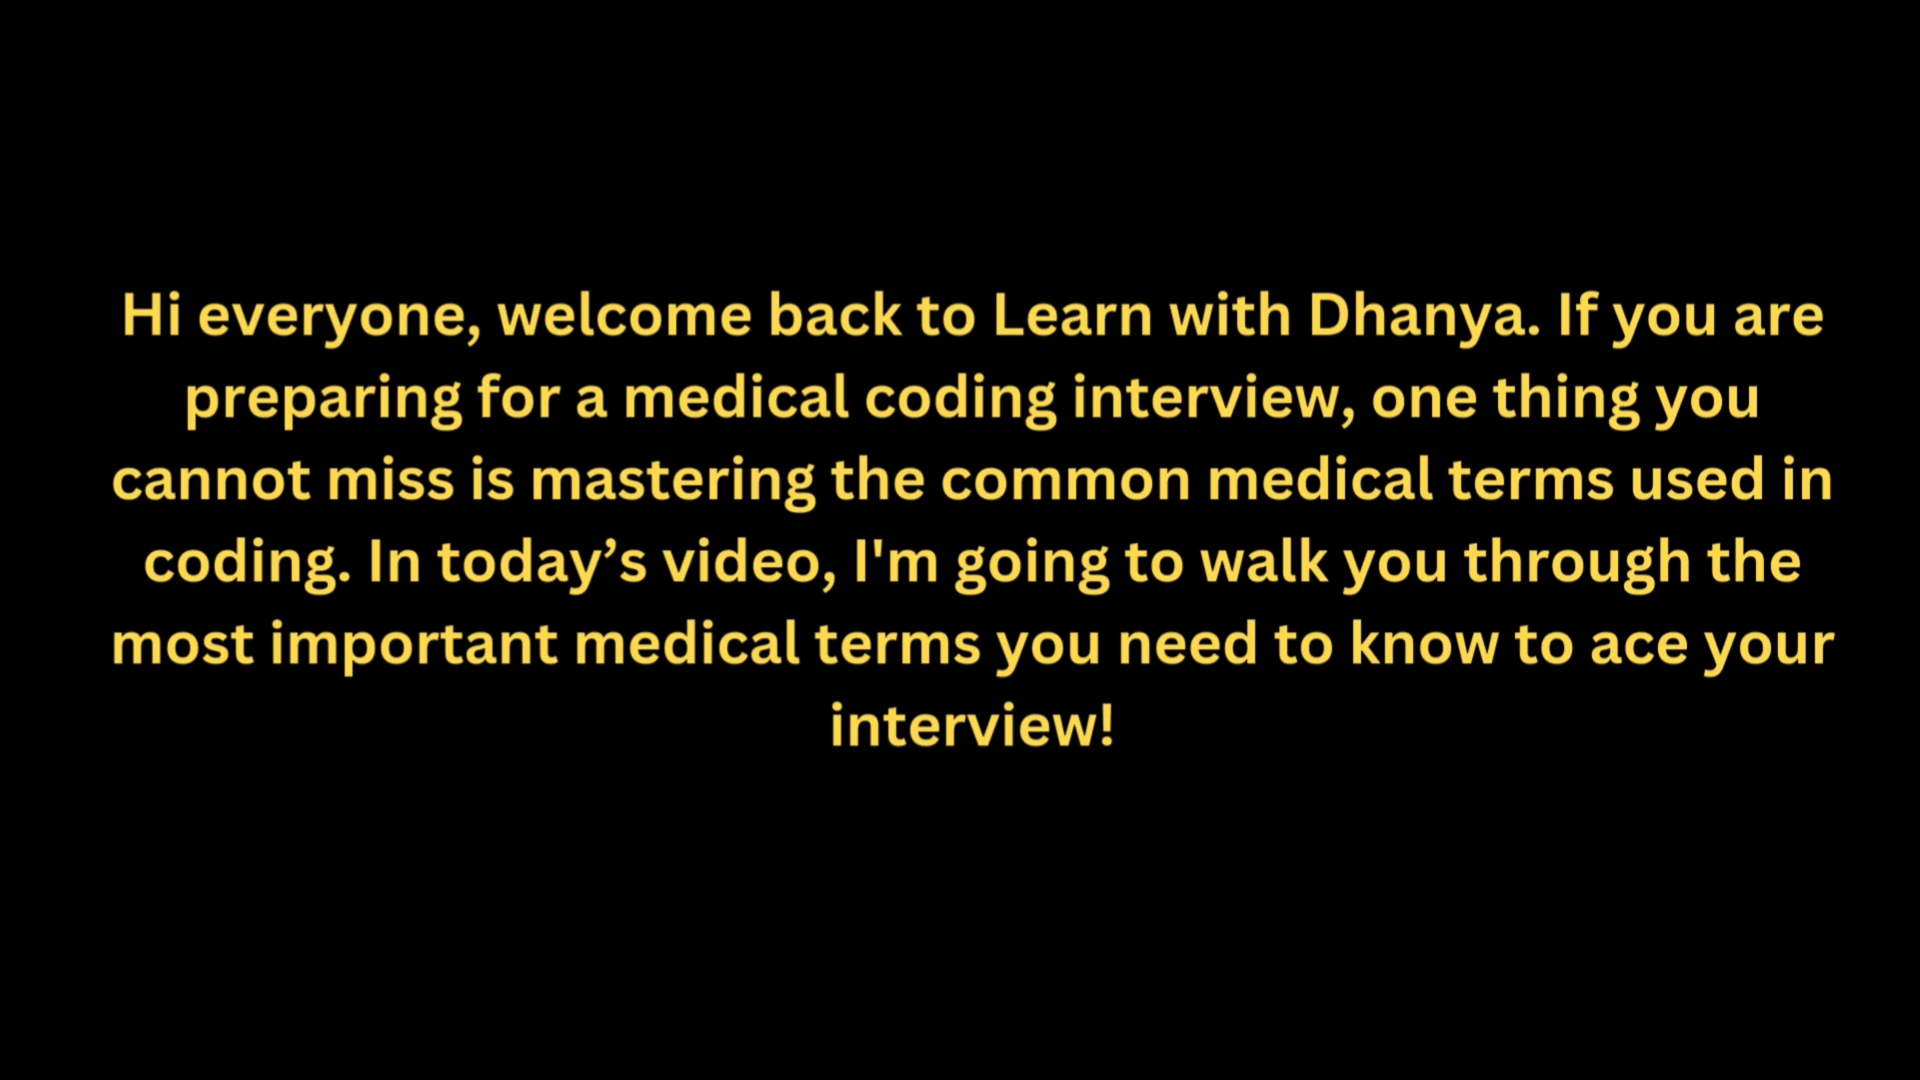 Hi everyone, welcome back to Learn with Dhanya. If you are
preparing for a medical coding interview, one thing you
cannot miss is mastering the common medical terms used in
coding. In today’s video, I'm going to walk you through the
most important medical terms you need to know to ace your
interview!